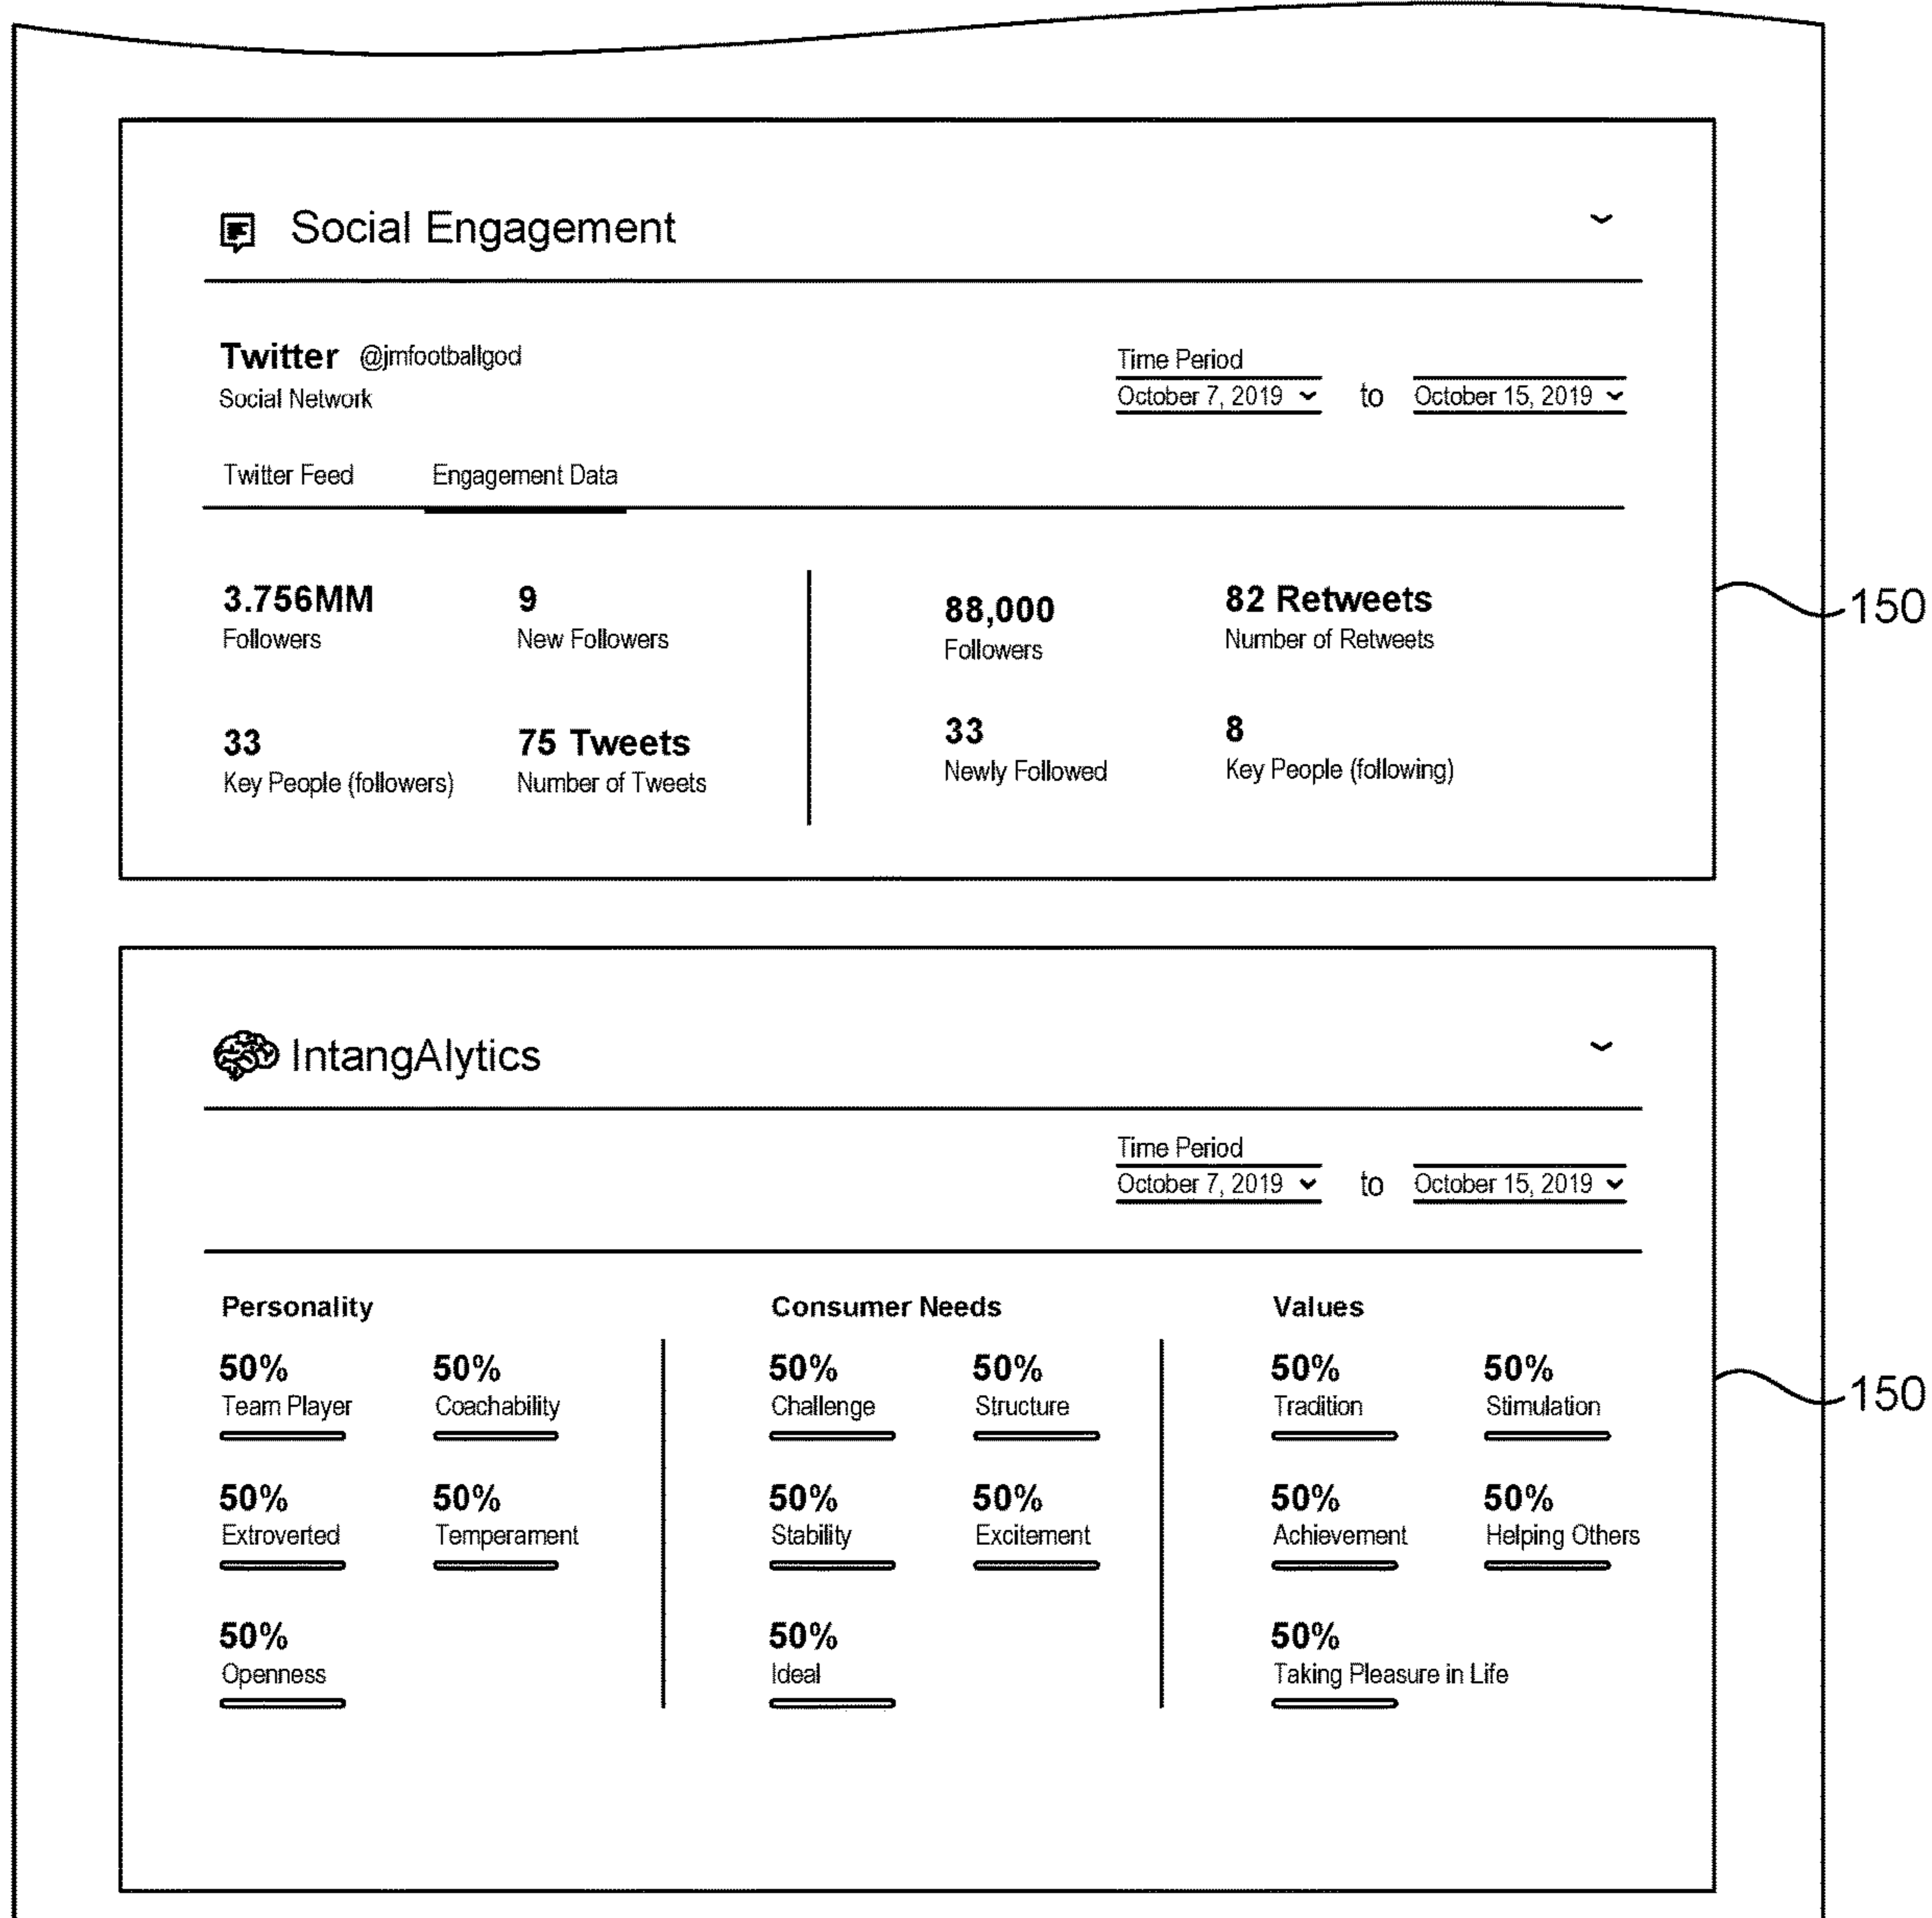 Social Engagement
Twitter @jmfootballgod
Social Network
Time Period
October 7, 2019 to October 15, 2019
Twitter Feed Engagement Data
3.756MM 9 88,000 82 Retweets
Followers New Followers Followers Number of Retweets
33 75 Tweets 33 8
Key People (followers) Number of Tweets Newly Followed Key People (following)
150
IntangAlytics
Time Period
October 7, 2019 to October 15, 2019
Personality Consumer Needs Values
50% 50% 50% 50% 50% 50%
Team Player Coachability Challenge Structure Tradition Stimulation
150
50% 50% 50% 50% 50% 50%
Extroverted Temperament Stability Excitement Achievement Helping Others
50% 50% 50%
Openness Ideal Taking Pleasure in Life